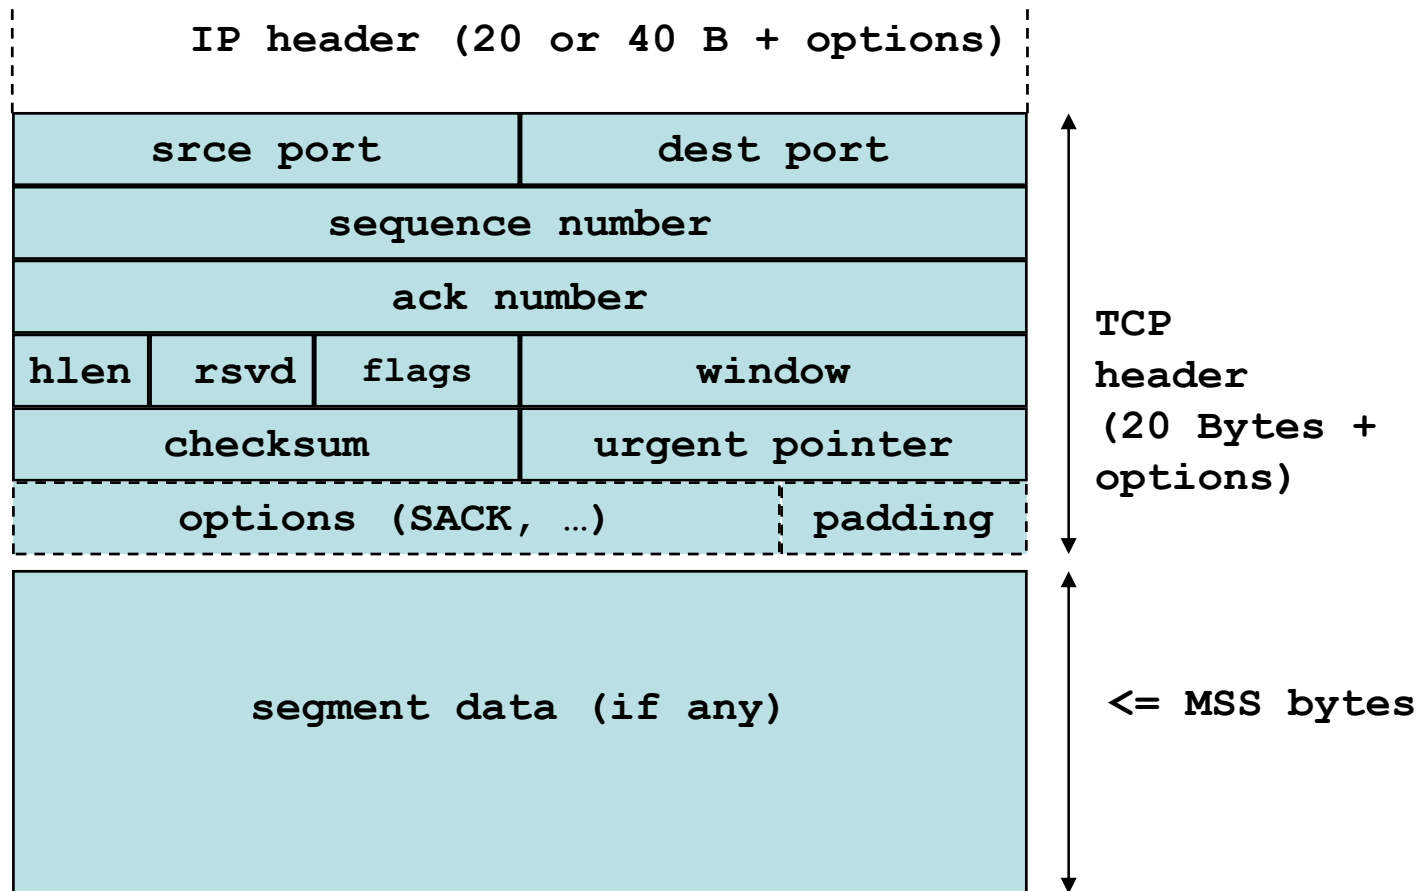 IP header (20 or 40 B + options)
srce port
dest port
sequence number
ack number
hlen
rsvd
flags
window
checksum
urgent pointer
options (SACK, …)
padding
TCP
header
(20 Bytes +
options)
segment data (if any)
<= MSS bytes